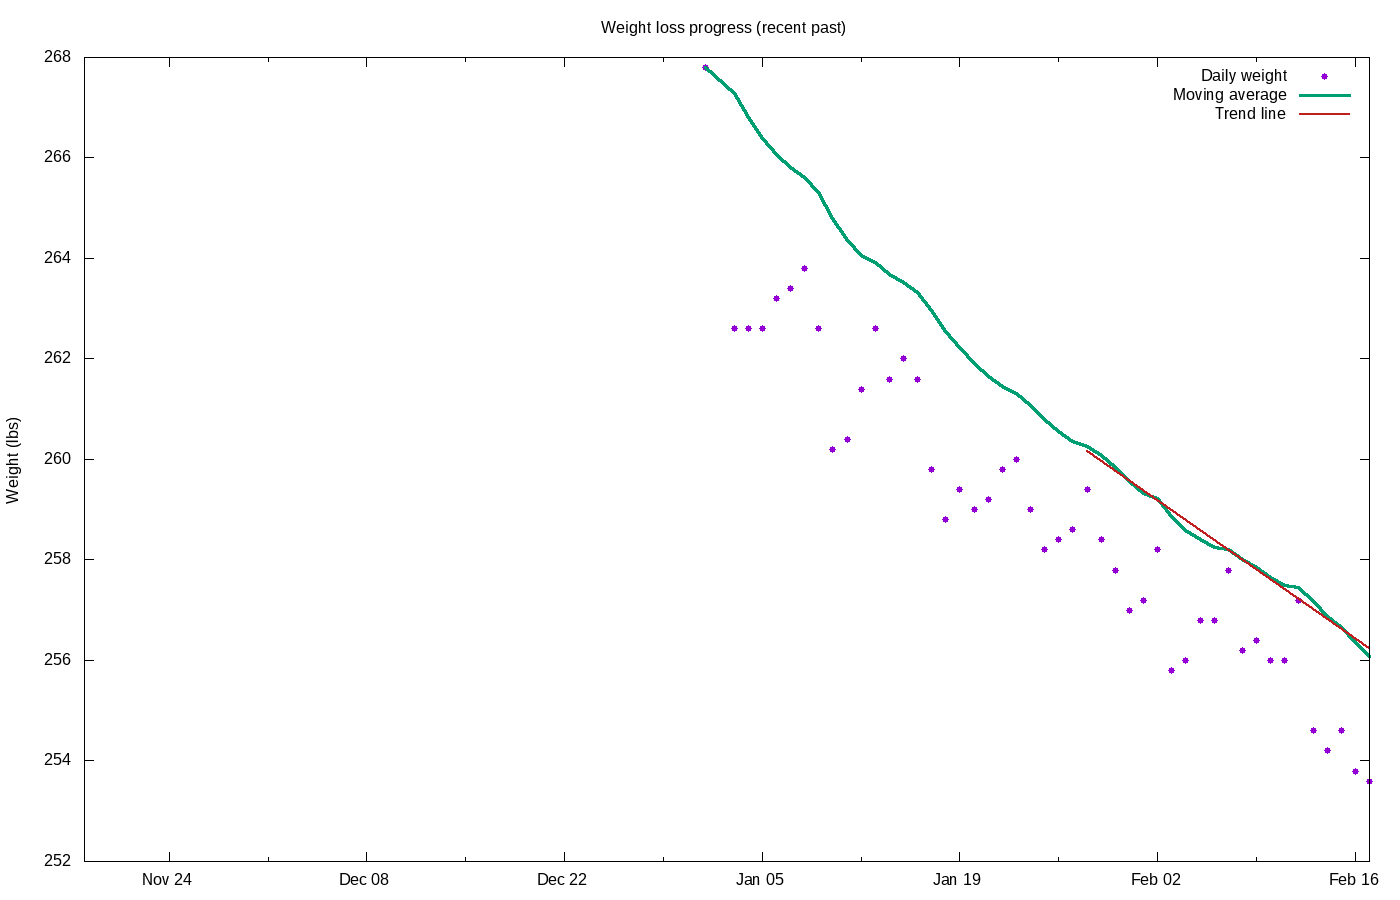 Weight loss progress (recent past)
268
266
264
262
260
258
256
254
252
Weight (lbs)
Daily weight
Moving average
Trend line
Nov 24
Dec 08
Dec 22
Jan 05
Jan 19
Feb 02
Feb 16